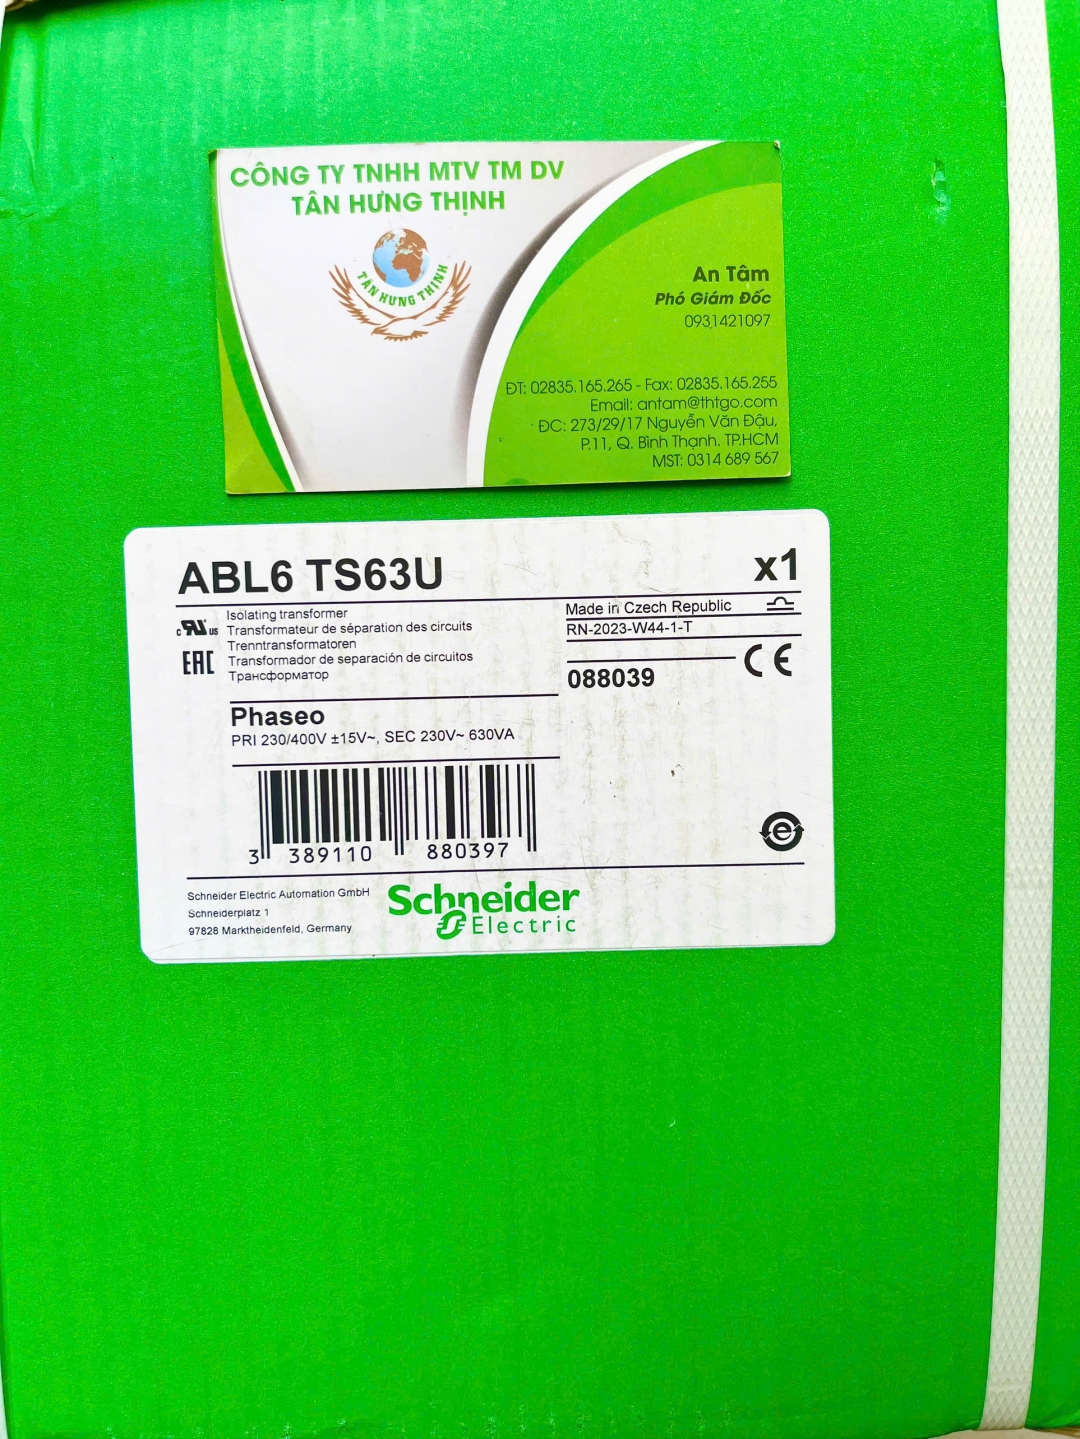 CÔNG TY TNHH MTV TM DV
TÂN HƯNG THỊNH
TÂN HƯNG THỊNH
An Tâm
Phó Giám Đốc
0931421097
ĐT: 02835.165.265 - Fax: 02835.165.255
Email: antam@thtgo.com
ĐC: 273/29/17 Nguyễn Văn Đậu,
P.11, Q. Bình Thạnh. TP.HCM
MST: 0314 689 567
ABL6 TS63U
x1
c RU us
EAC
Isolating transformer
Transformateur de séparation des circuits
Trenntransformatoren
Transformador de separación de circuitos
Трансформатор
Made in Czech Republic
RN-2023-W44-1-T
088039
CE
Phaseo
PRI 230/400V ±15V~, SEC 230V~ 630VA
3 389110 880397
e
Schneider Electric Automation GmbH
Schneiderplatz 1
97828 Marktheidenfeld, Germany
Schneider
Electric